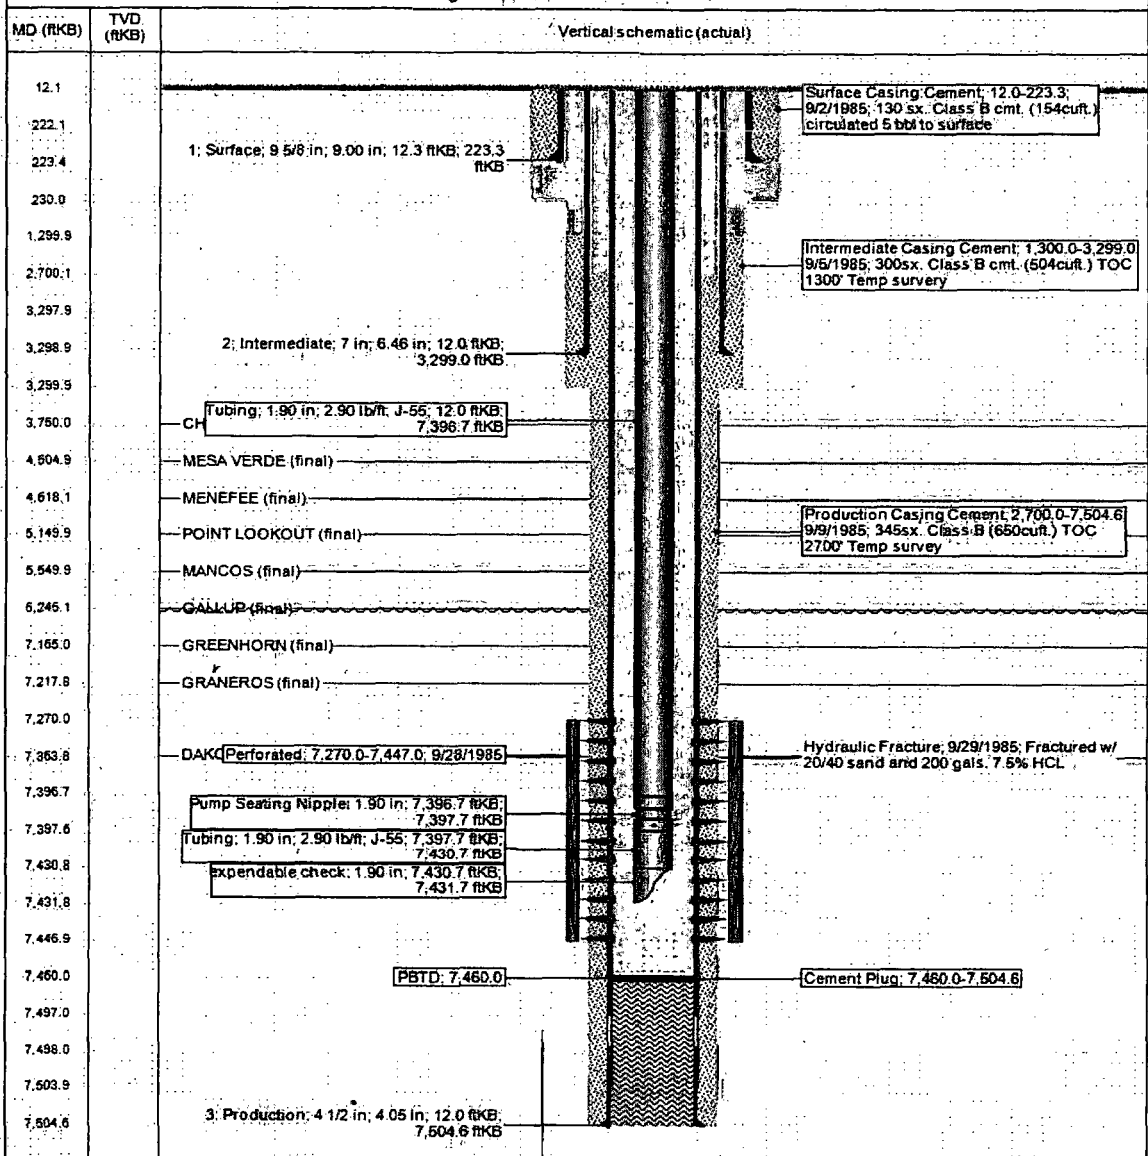 MD (ftKB)
TVD
(ftKB)
Vertical schematic (actual)
12.1
222.1
223.4
230.0
1,299.9
2,700.1
3,297.9
3,298.9
3,299.9
3,750.0
4,504.9
4,618.1
5,149.9
5,549.9
6,245.1
7,165.0
7,217.8
7,270.0
7,363.8
7,396.7
7,397.6
7,430.8
7,431.8
7,446.9
7,460.0
7,497.0
7,498.0
7,503.9
7,504.6
Surface Casing Cement; 12.0-223.3;
9/2/1985; 130 sx. Class B cmt. (154cuft.)
circulated 5 bbl to surface
1; Surface; 9 5/8 in; 9.00 in; 12.3 ftKB; 223.3
ftKB
Intermediate Casing Cement; 1,300.0-3,299.0
9/5/1985; 300sx. Class B cmt. (504cuft.) TOC
1300' Temp survery
2; Intermediate; 7 in; 6.46 in; 12.0 ftKB;
3,299.0 ftKB
Tubing; 1.90 in; 2.90 lb/ft; J-55; 12.0 ftKB;
7,396.7 ftKB
CH
MESA VERDE (final)
MENEFEE (final)
Production Casing Cement; 2,700.0-7,504.6
9/9/1985; 345sx. Class B (650cuft.) TOC
2700' Temp survey
POINT LOOKOUT (final)
MANCOS (final)
GALLUP (final)
GREENHORN (final)
GRANEROS (final)
DAKO
Perforated; 7,270.0-7,447.0; 9/28/1985
Hydraulic Fracture; 9/29/1985; Fractured w/
20/40 sand and 200 gals. 7.5% HCL
Pump Seating Nipple; 1.90 in; 7,396.7 ftKB;
7,397.7 ftKB
Tubing; 1.90 in; 2.90 lb/ft; J-55; 7,397.7 ftKB;
7,430.7 ftKB
expendable check; 1.90 in; 7,430.7 ftKB;
7,431.7 ftKB
PBTD; 7,460.0
Cement Plug; 7,460.0-7,504.6
3; Production; 4 1/2 in; 4.05 in; 12.0 ftKB;
7,504.6 ftKB